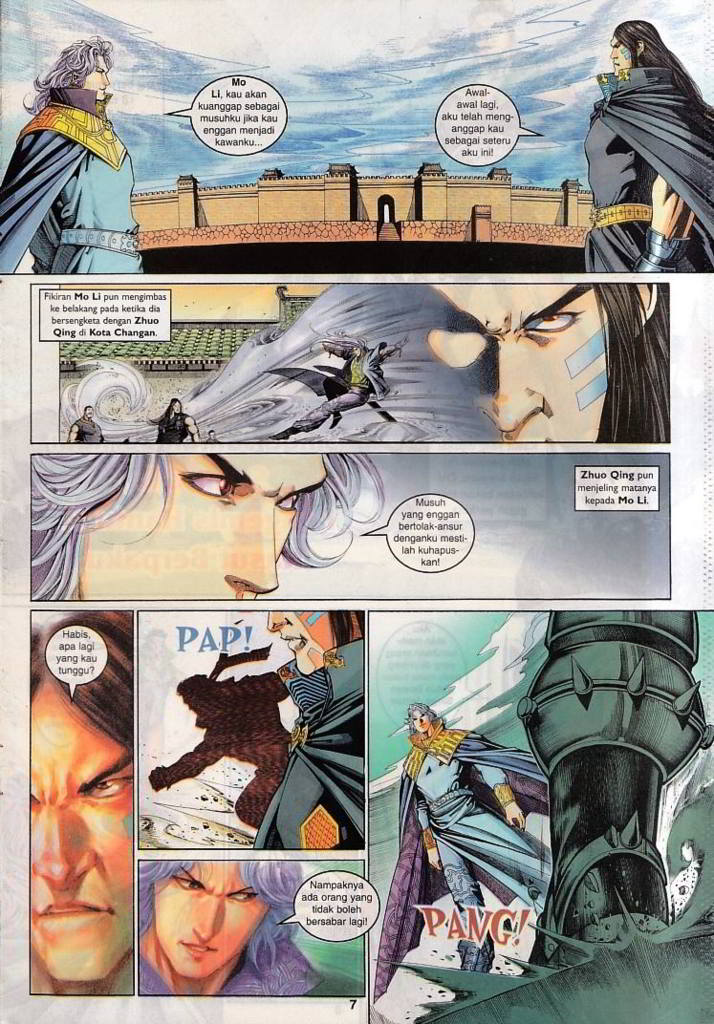 Mo
Li, kau akan
kuanggap sebagai
musuhku jika kau
enggan menjadi
kawanku...
Awal-
awal lagi,
aku telah meng-
anggap kau
sebagai seteru
aku ini!
Fikiran Mo Li pun mengimbas
ke belakang pada ketika dia
bersengketa dengan Zhuo
Qing di Kota Changan.
Zhuo Qing pun
menjeling matanya
kepada Mo Li.
Musuh
yang enggan
bertolak-ansur
denganku mesti-
lah kuhapus-
kan!
Habis,
apa lagi
yang kau
tunggu?
PAP!
Nampaknya
ada orang yang
tidak boleh
bersabar lagi!
PANG!
7